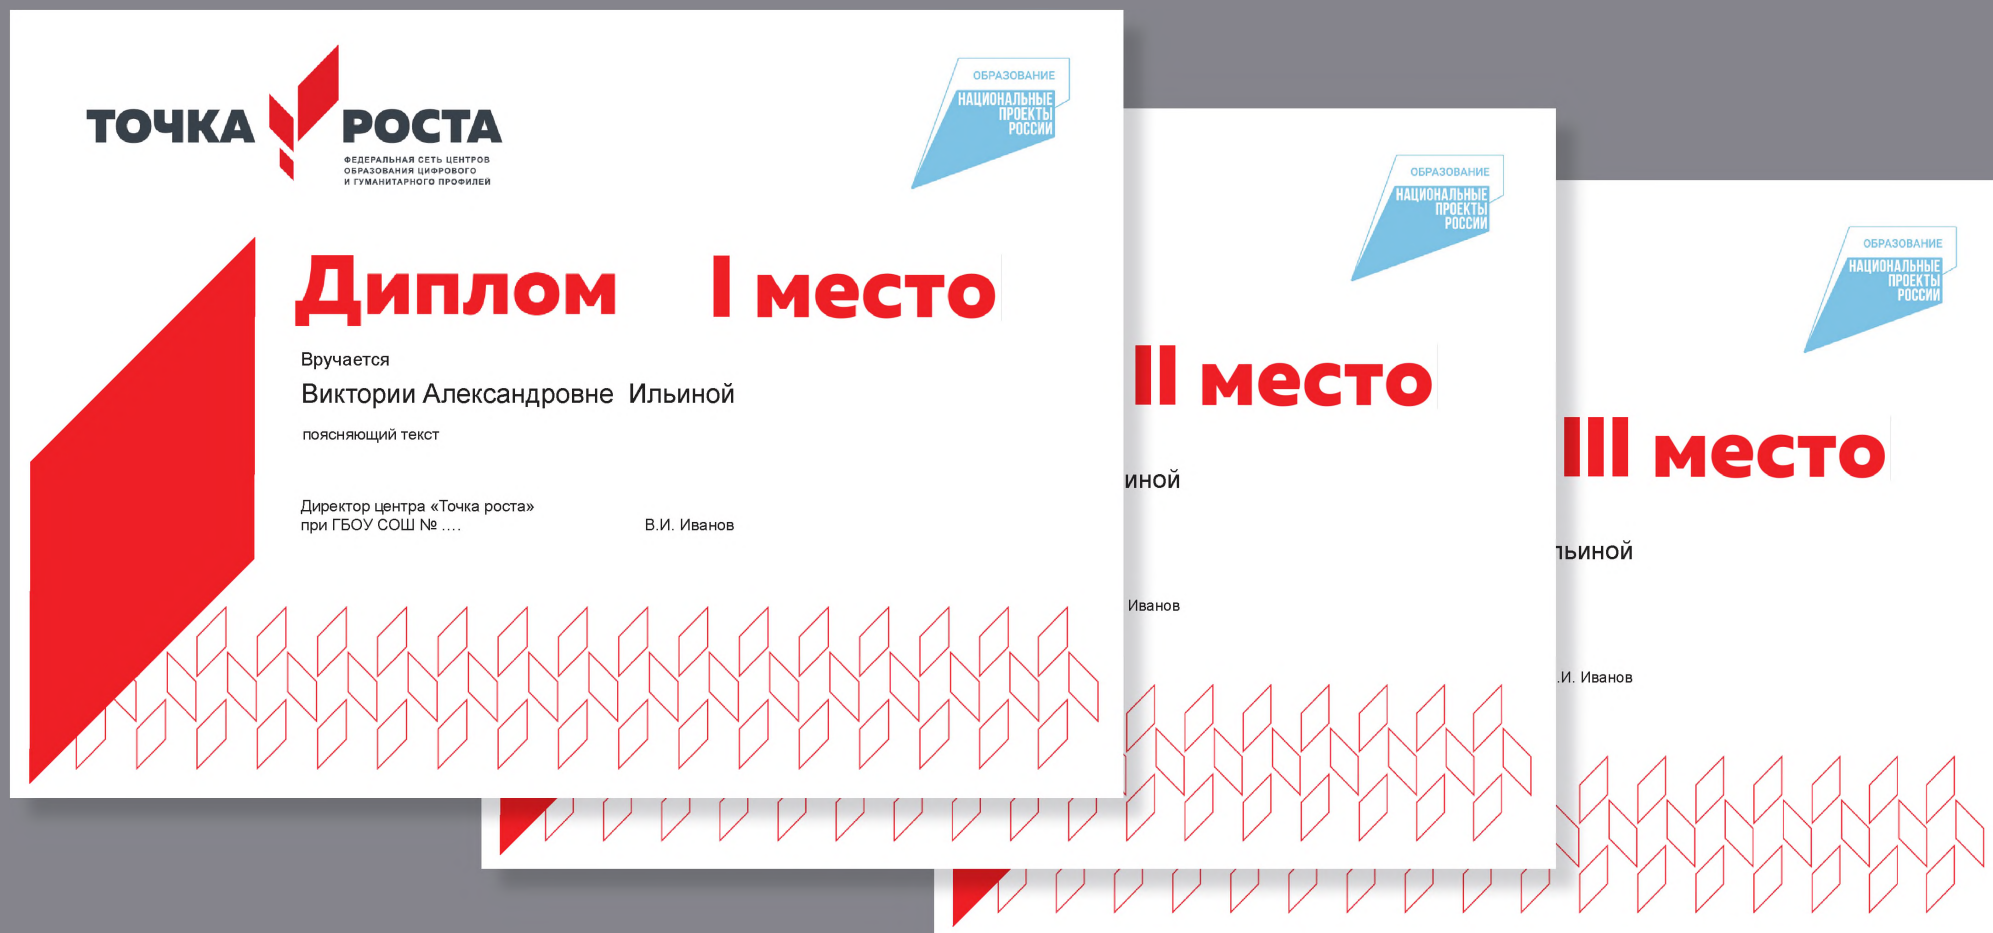 ТОЧКА РОСТА
ФЕДЕРАЛЬНАЯ СЕТЬ ЦЕНТРОВ
ОБРАЗОВАНИЯ ЦИФРОВОГО
И ГУМАНИТАРНОГО ПРОФИЛЕЙ
ОБРАЗОВАНИЕ
НАЦИОНАЛЬНЫЕ
ПРОЕКТЫ
РОССИИ
Диплом I место
Вручается
Виктории Александровне Ильиной
поясняющий текст
Директор центра «Точка роста»
при ГБОУ СОШ № .... В.И. Иванов
ОБРАЗОВАНИЕ
НАЦИОНАЛЬНЫЕ
ПРОЕКТЫ
РОССИИ
II место
иной
Иванов
ОБРАЗОВАНИЕ
НАЦИОНАЛЬНЫЕ
ПРОЕКТЫ
РОССИИ
III место
льиной
.И. Иванов